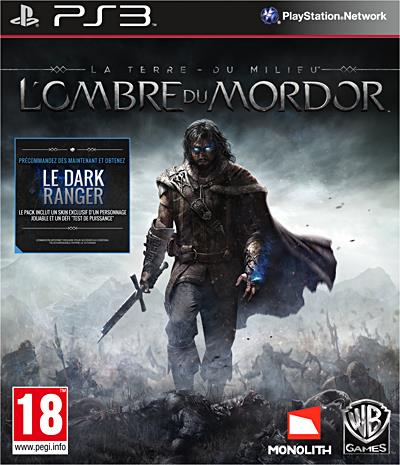 PS3
PlayStation®Network
LA TERRE - DU MILIEU™
L'OMBRE DU MORDOR
PRÉCOMMANDEZ DÈS MAINTENANT ET OBTENEZ
LE DARK
RANGER
LE PACK INCLUT UN SKIN EXCLUSIF D'UN PERSONNAGE
JOUABLE ET UN DÉFI "TEST DE PUISSANCE"
18
www.pegi.info
MONOLITH
WB
GAMES